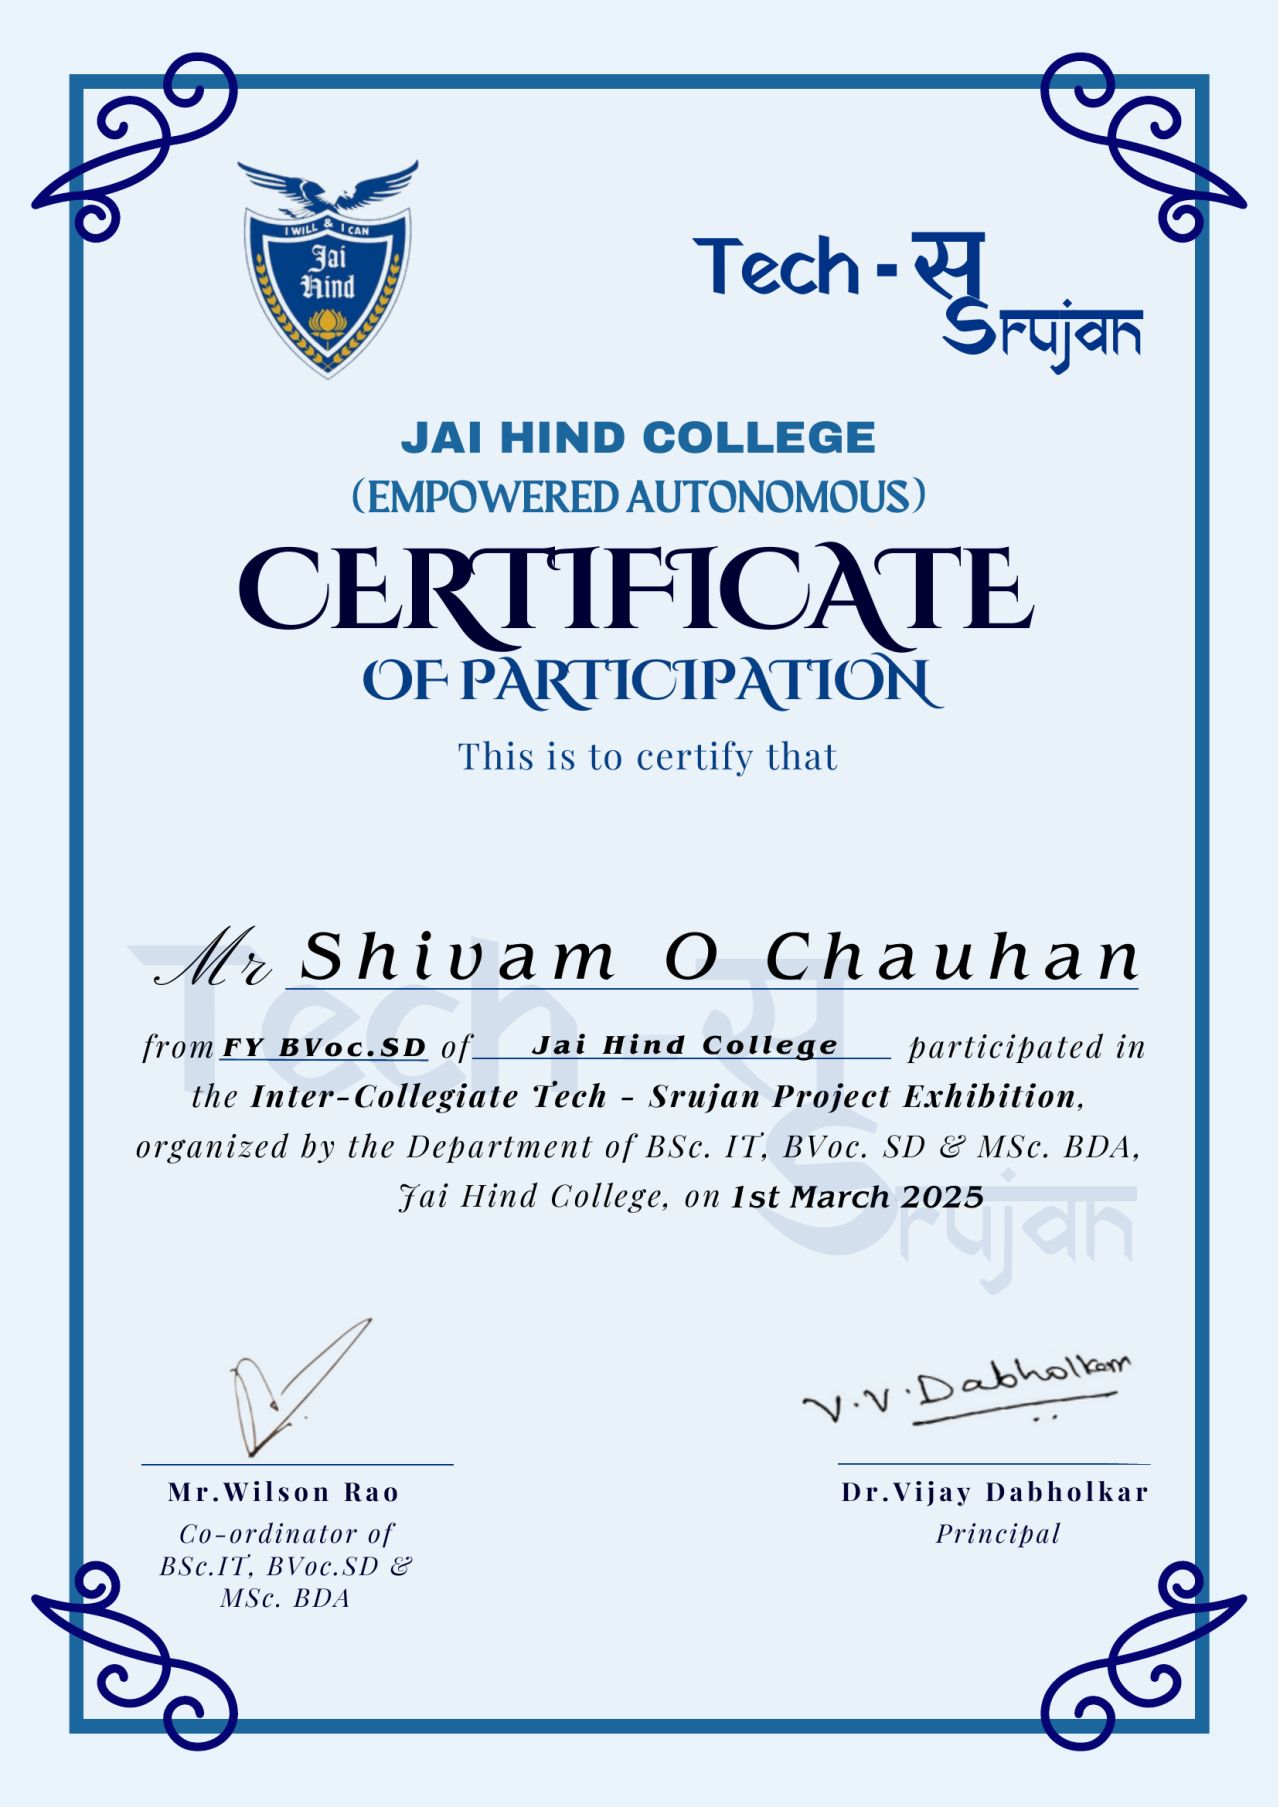 I WILL & I CAN
Jai
Hind
Tech - सृ
Srujan
JAI HIND COLLEGE
(EMPOWERED AUTONOMOUS)
CERTIFICATE
OF PARTICIPATION
This is to certify that
Mr Shivam O Chauhan
from FY BVoc.SD of Jai Hind College participated in
the Inter-Collegiate Tech - Srujan Project Exhibition,
organized by the Department of BSc. IT, BVoc. SD & MSc. BDA,
Jai Hind College, on 1st March 2025
Tech - सृ
Srujan
V.V.Dabholkar
Mr.Wilson Rao
Co-ordinator of
BSc.IT, BVoc.SD &
MSc. BDA
Dr.Vijay Dabholkar
Principal